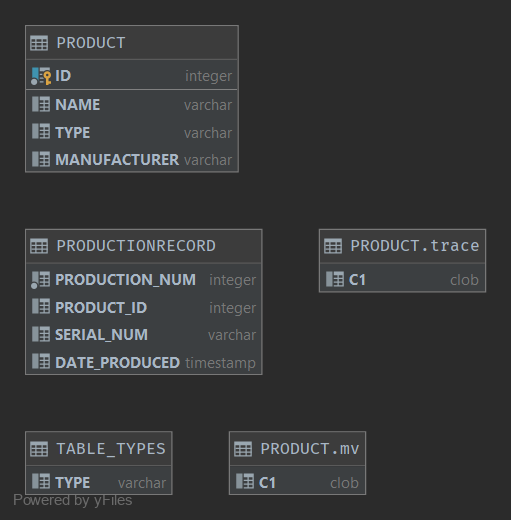 PRODUCT
ID integer
NAME varchar
TYPE varchar
MANUFACTURER varchar
PRODUCTIONRECORD
PRODUCTION_NUM integer
PRODUCT_ID integer
SERIAL_NUM varchar
DATE_PRODUCED timestamp
PRODUCT.trace
C1 clob
TABLE_TYPES
TYPE varchar
PRODUCT.mv
C1 clob
Powered by yFiles